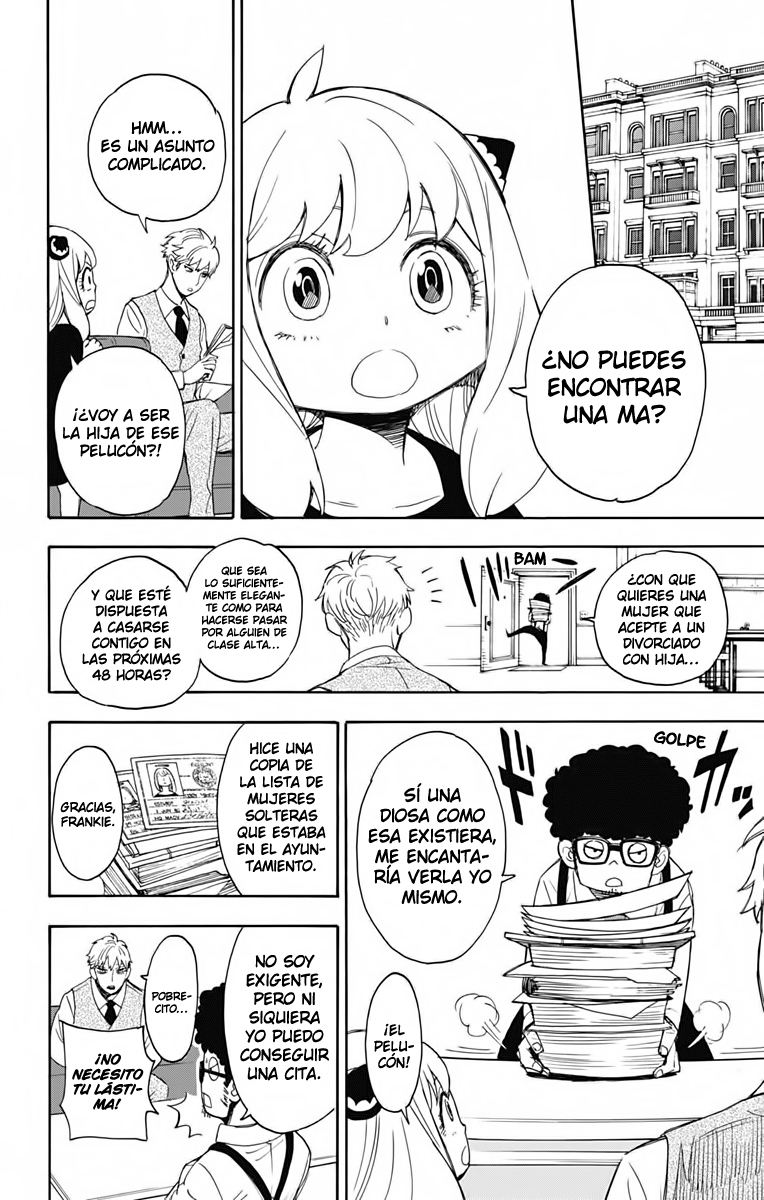 ¿NO PUEDES
ENCONTRAR
UNA MA?
HMM...
ES UN ASUNTO
COMPLICADO.
¡¿VOY A SER
LA HIJA DE ESE
PELUCÓN?!
¿CON QUE
QUIERES UNA
MUJER QUE
ACEPTE A UN
DIVORCIADO
CON HIJA...
BAM
QUE SEA
LO SUFICIENTE-
MENTE ELEGAN-
TE COMO PARA
HACERSE PASAR
POR ALGUIEN DE
CLASE ALTA...
Y QUE ESTÉ
DISPUESTA
A CASARSE
CONTIGO EN
LAS PRÓXIMAS
48 HORAS?
GOLPE
SÍ UNA
DIOSA COMO
ESA EXISTIERA,
ME ENCANTA-
RÍA VERLA YO
MISMO.
¡EL
PELU-
CÓN!
HICE UNA
COPIA DE
LA LISTA DE
MUJERES
SOLTERAS
QUE ESTABA
EN EL AYUN-
TAMIENTO.
GRACIAS,
FRANKIE.
NO SOY
EXIGENTE,
PERO NI
SIQUIERA
YO PUEDO
CONSEGUIR
UNA CITA.
POBRE-
CITO...
¡NO
NECESITO
TU LÁSTI-
MA!